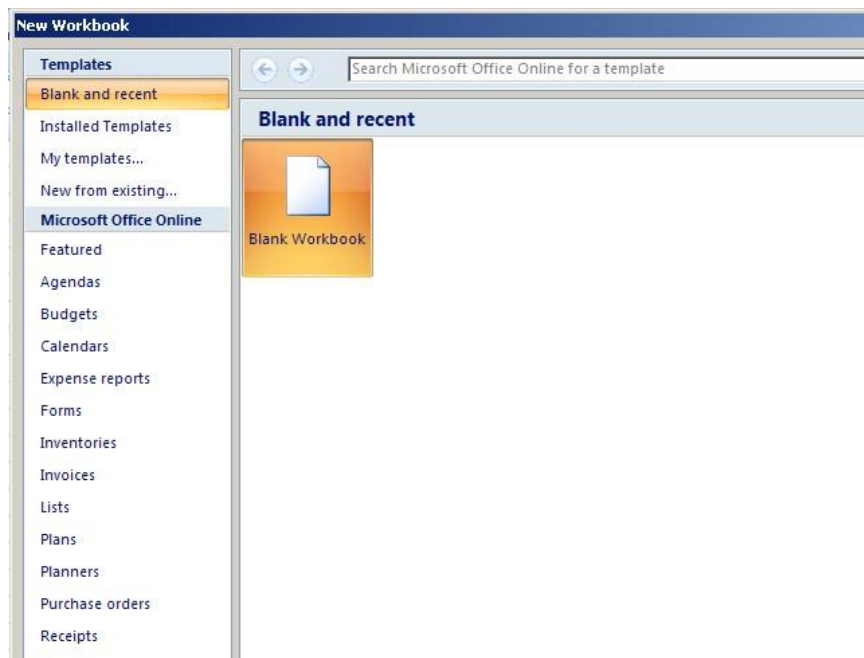 New Workbook
Templates
Blank and recent
Installed Templates
My templates...
New from existing...
Microsoft Office Online
Featured
Agendas
Budgets
Calendars
Expense reports
Forms
Inventories
Invoices
Lists
Plans
Planners
Purchase orders
Receipts
Search Microsoft Office Online for a template
Blank and recent
Blank Workbook